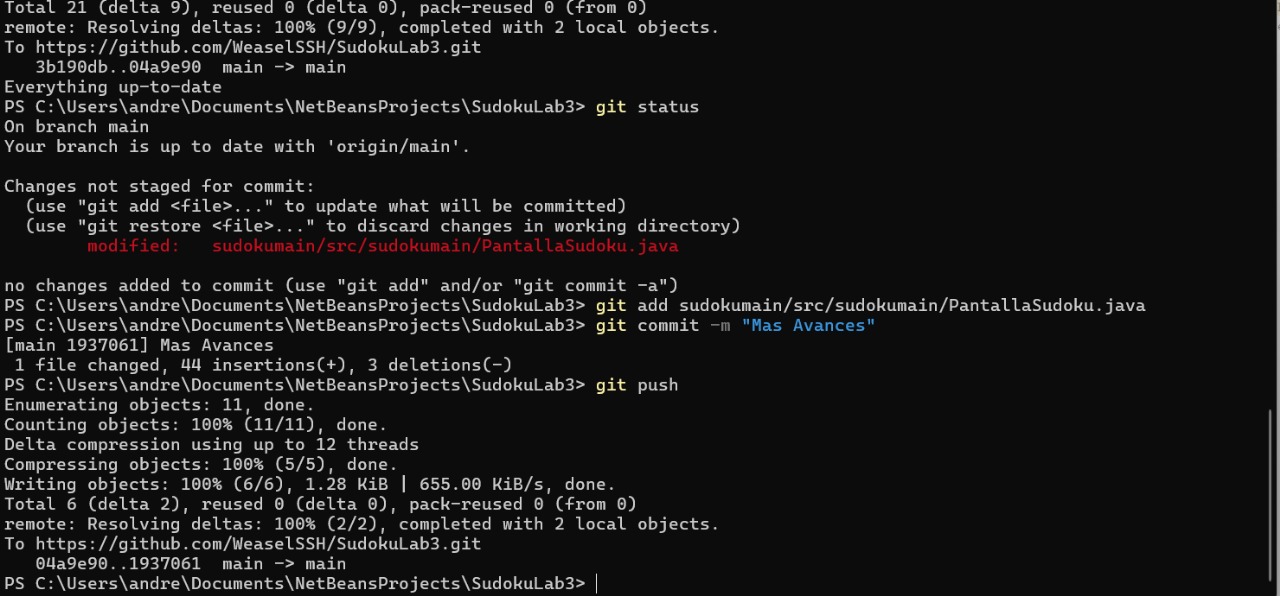 Total 21 (delta 9), reused 0 (delta 0), pack-reused 0 (from 0)
remote: Resolving deltas: 100% (9/9), completed with 2 local objects.
To https://github.com/WeaselSSH/SudokuLab3.git
   3b190db..04a9e90  main -> main
Everything up-to-date
PS C:\Users\andre\Documents\NetBeansProjects\SudokuLab3> git status
On branch main
Your branch is up to date with 'origin/main'.

Changes not staged for commit:
  (use "git add <file>..." to update what will be committed)
  (use "git restore <file>..." to discard changes in working directory)
        modified:   sudokumain/src/sudokumain/PantallaSudoku.java

no changes added to commit (use "git add" and/or "git commit -a")
PS C:\Users\andre\Documents\NetBeansProjects\SudokuLab3> git add sudokumain/src/sudokumain/PantallaSudoku.java
PS C:\Users\andre\Documents\NetBeansProjects\SudokuLab3> git commit -m "Mas Avances"
[main 1937061] Mas Avances
 1 file changed, 44 insertions(+), 3 deletions(-)
PS C:\Users\andre\Documents\NetBeansProjects\SudokuLab3> git push
Enumerating objects: 11, done.
Counting objects: 100% (11/11), done.
Delta compression using up to 12 threads
Compressing objects: 100% (5/5), done.
Writing objects: 100% (6/6), 1.28 KiB | 655.00 KiB/s, done.
Total 6 (delta 2), reused 0 (delta 0), pack-reused 0 (from 0)
remote: Resolving deltas: 100% (2/2), completed with 2 local objects.
To https://github.com/WeaselSSH/SudokuLab3.git
   04a9e90..1937061  main -> main
PS C:\Users\andre\Documents\NetBeansProjects\SudokuLab3>